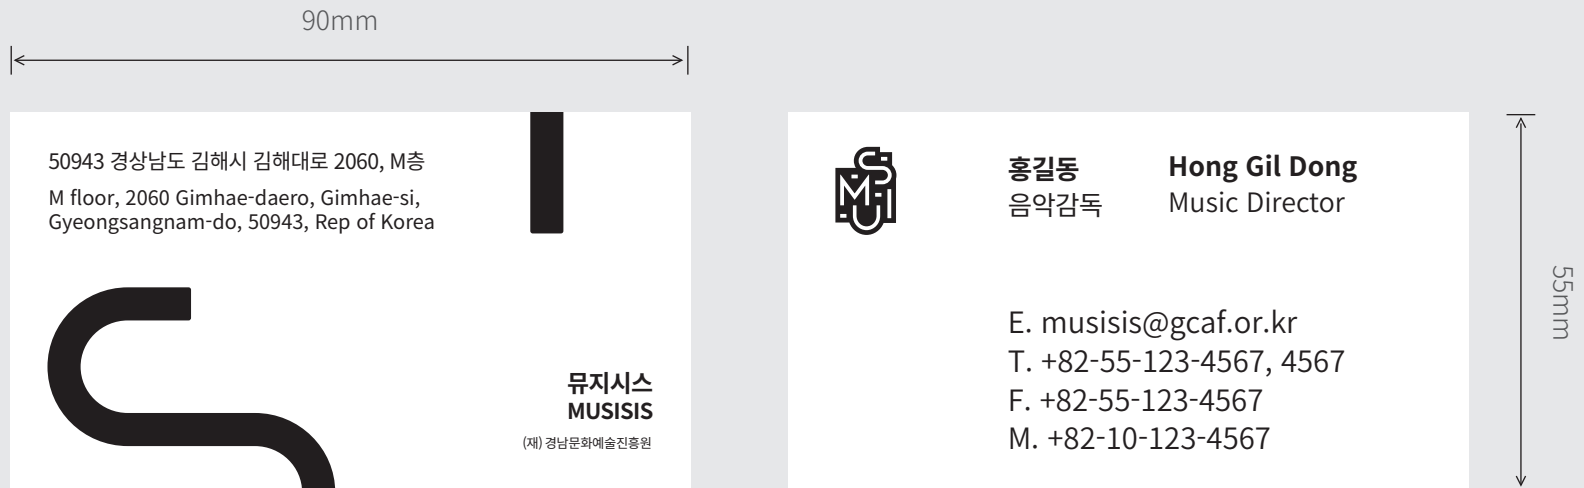 90mm
50943 경상남도 김해시 김해대로 2060, M층
M floor, 2060 Gimhae-daero, Gimhae-si,
Gyeongsangnam-do, 50943, Rep of Korea
뮤지시스
MUSISIS
(재) 경남문화예술진흥원
MUSI
홍길동
음악감독
Hong Gil Dong
Music Director
E. musisis@gcaf.or.kr
T. +82-55-123-4567, 4567
F. +82-55-123-4567
M. +82-10-123-4567
55mm